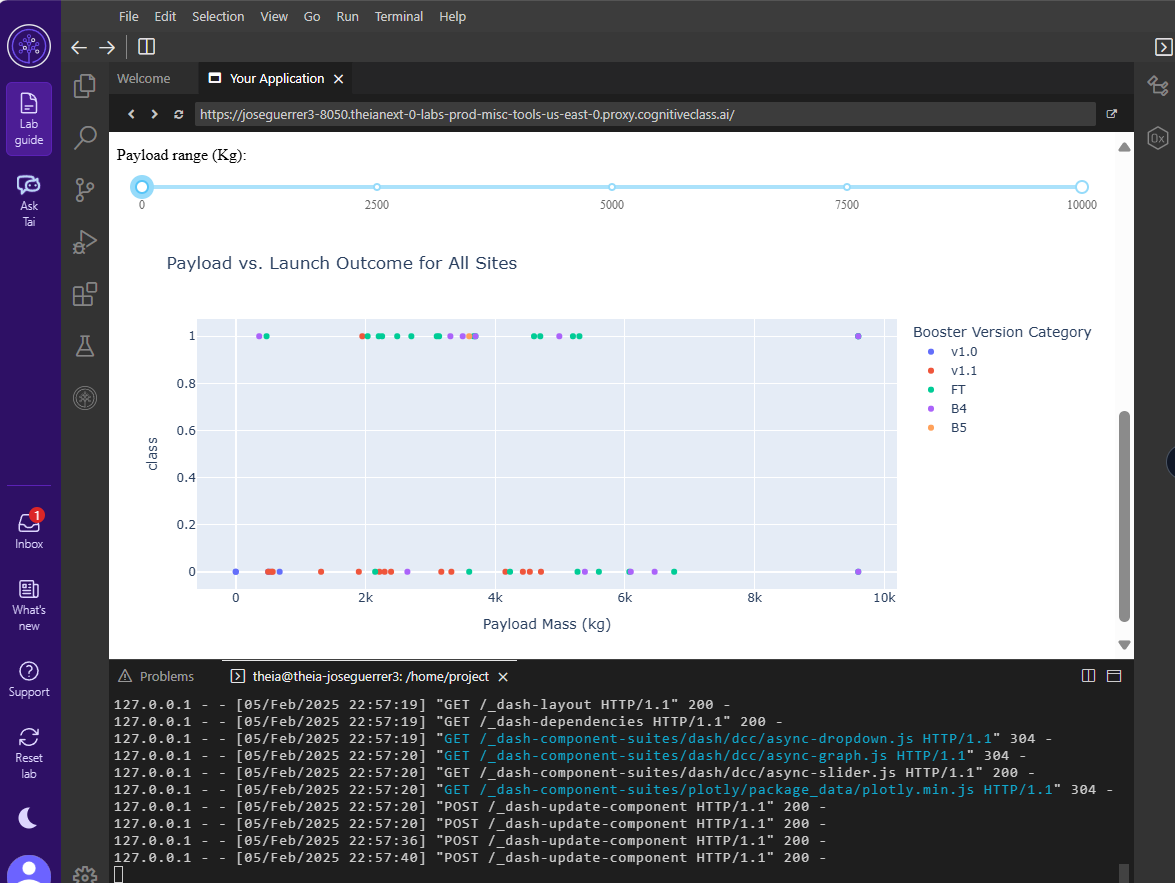 File Edit Selection View Go Run Terminal Help
Lab guide
Ask Tai
Inbox
1
What's new
Support
Reset lab
Welcome Your Application
https://joseguerrer3-8050.theianext-0-labs-prod-misc-tools-us-east-0.proxy.cognitiveclass.ai/
0x
Payload range (Kg):
0 2500 5000 7500 10000
Payload vs. Launch Outcome for All Sites
1
0.8
0.6
0.4
0.2
0
class
0 2k 4k 6k 8k 10k
Payload Mass (kg)
Booster Version Category
v1.0
v1.1
FT
B4
B5
Problems theia@theia-joseguerrer3: /home/project
127.0.0.1 - - [05/Feb/2025 22:57:19] "GET /_dash-layout HTTP/1.1" 200 -
127.0.0.1 - - [05/Feb/2025 22:57:19] "GET /_dash-dependencies HTTP/1.1" 200 -
127.0.0.1 - - [05/Feb/2025 22:57:19] "GET /_dash-component-suites/dash/dcc/async-dropdown.js HTTP/1.1" 304 -
127.0.0.1 - - [05/Feb/2025 22:57:20] "GET /_dash-component-suites/dash/dcc/async-graph.js HTTP/1.1" 304 -
127.0.0.1 - - [05/Feb/2025 22:57:20] "GET /_dash-component-suites/dash/dcc/async-slider.js HTTP/1.1" 200 -
127.0.0.1 - - [05/Feb/2025 22:57:20] "GET /_dash-component-suites/plotly/package_data/plotly.min.js HTTP/1.1" 304 -
127.0.0.1 - - [05/Feb/2025 22:57:20] "POST /_dash-update-component HTTP/1.1" 200 -
127.0.0.1 - - [05/Feb/2025 22:57:20] "POST /_dash-update-component HTTP/1.1" 200 -
127.0.0.1 - - [05/Feb/2025 22:57:36] "POST /_dash-update-component HTTP/1.1" 200 -
127.0.0.1 - - [05/Feb/2025 22:57:40] "POST /_dash-update-component HTTP/1.1" 200 -